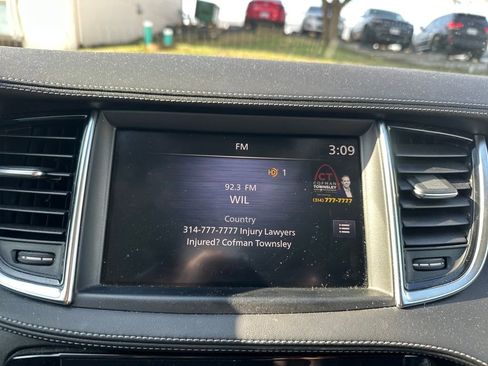 FM
3:09
HD 1
92.3 FM
WIL
Country
314-777-7777 Injury Lawyers
Injured? Cofman Townsley
CT
COFMAN
TOWNSLEY
(314) 777-7777